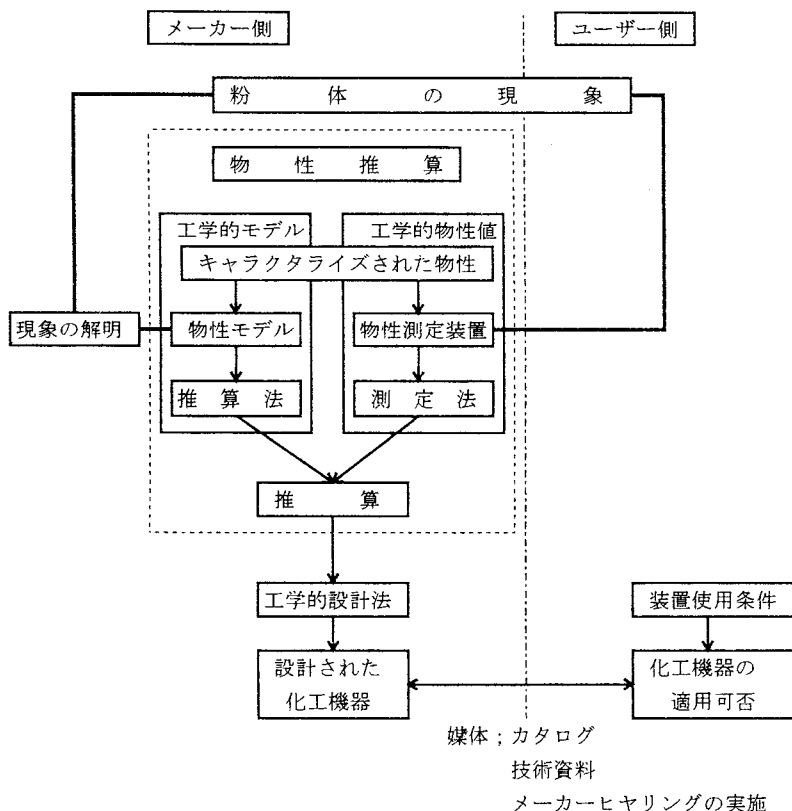 メーカー側
ユーザー側
粉体の現象
物性推算
工学的モデル
工学的物性値
キャラクタライズされた物性
現象の解明
物性モデル
物性測定装置
推算法
測定法
推算
工学的設計法
装置使用条件
設計された
化工機器
化工機器の
適用可否
媒体；カタログ
技術資料
メーカーヒヤリングの実施